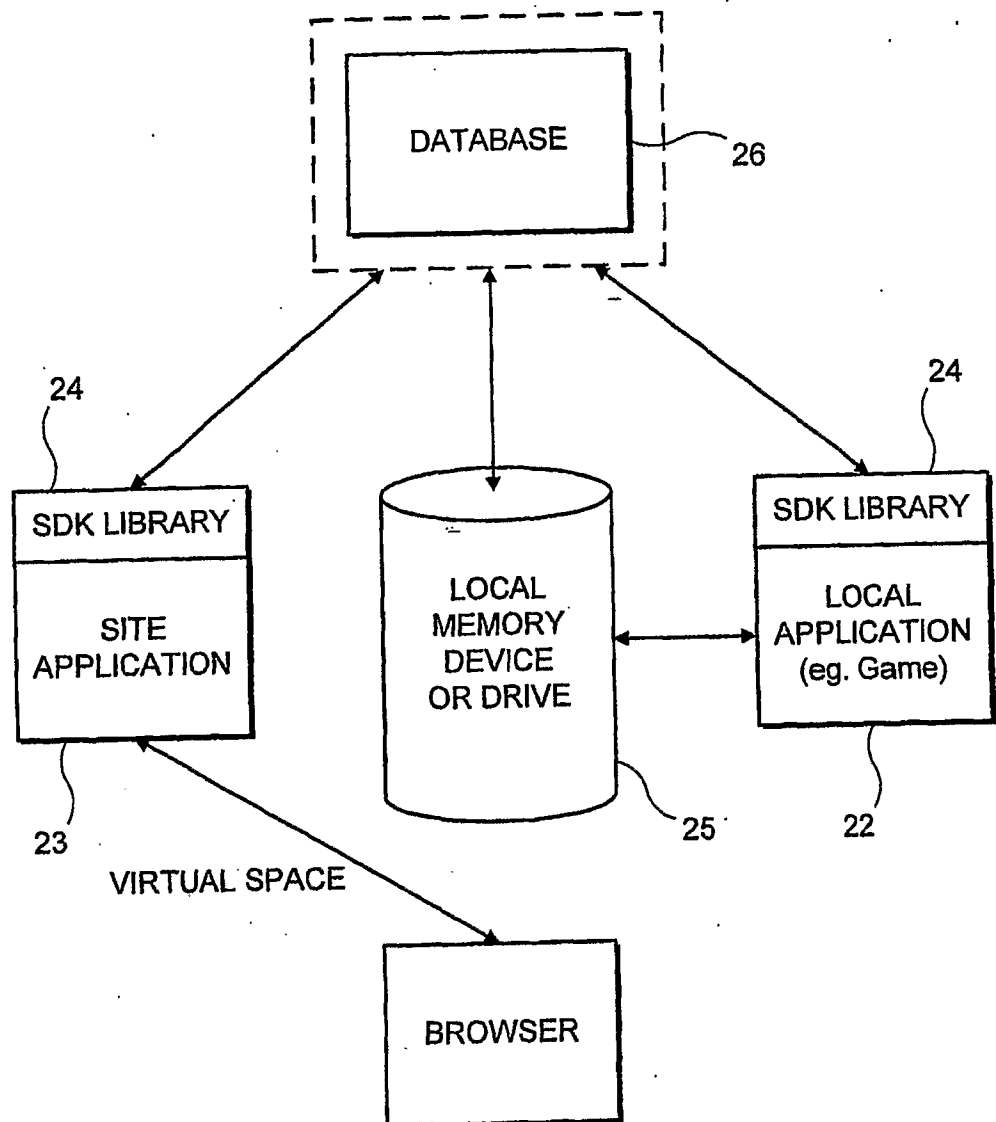 DATABASE
26
24
24
SDK LIBRARY
SDK LIBRARY
SITE
APPLICATION
LOCAL
MEMORY
DEVICE
OR DRIVE
LOCAL
APPLICATION
(eg. Game)
23
25
22
VIRTUAL SPACE
BROWSER